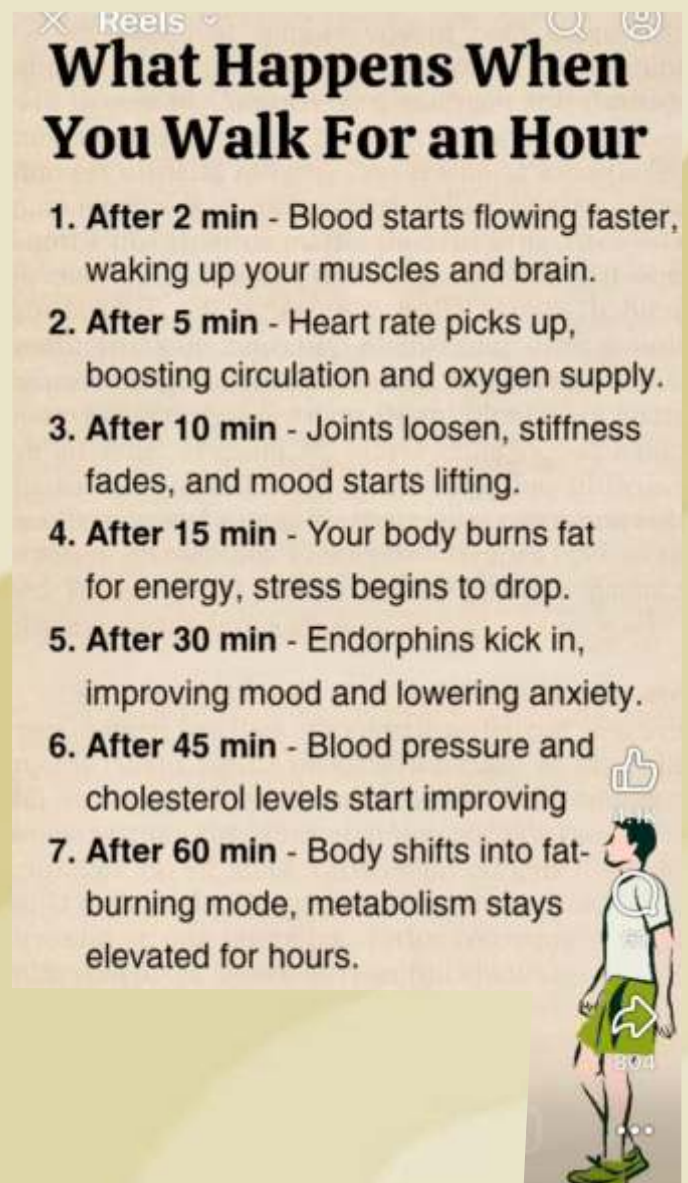 Reels
What Happens When
You Walk For an Hour
1. After 2 min - Blood starts flowing faster,
waking up your muscles and brain.
2. After 5 min - Heart rate picks up,
boosting circulation and oxygen supply.
3. After 10 min - Joints loosen, stiffness
fades, and mood starts lifting.
4. After 15 min - Your body burns fat
for energy, stress begins to drop.
5. After 30 min - Endorphins kick in,
improving mood and lowering anxiety.
6. After 45 min - Blood pressure and
cholesterol levels start improving
7. After 60 min - Body shifts into fat-
burning mode, metabolism stays
elevated for hours.
804